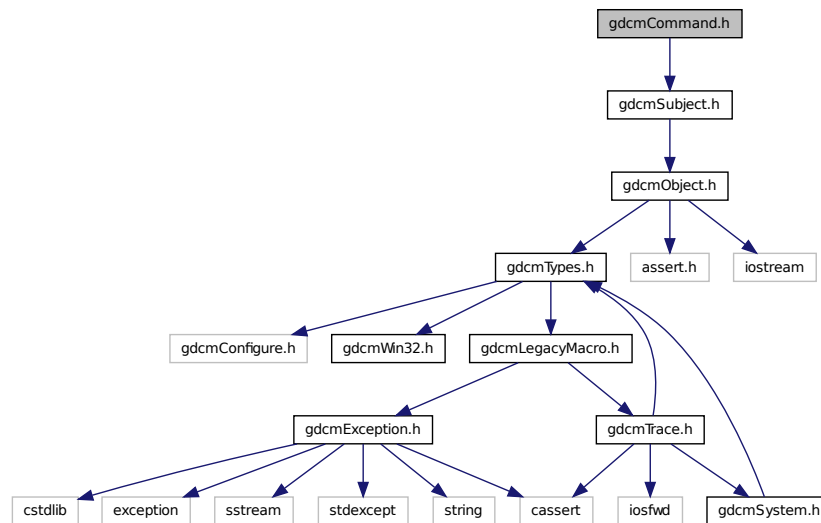 gdcmCommand.h
gdcmSubject.h
gdcmObject.h
gdcmTypes.h
assert.h
iostream
gdcmConfigure.h
gdcmWin32.h
gdcmLegacyMacro.h
gdcmException.h
gdcmTrace.h
cstdlib
exception
sstream
stdexcept
string
cassert
iosfwd
gdcmSystem.h